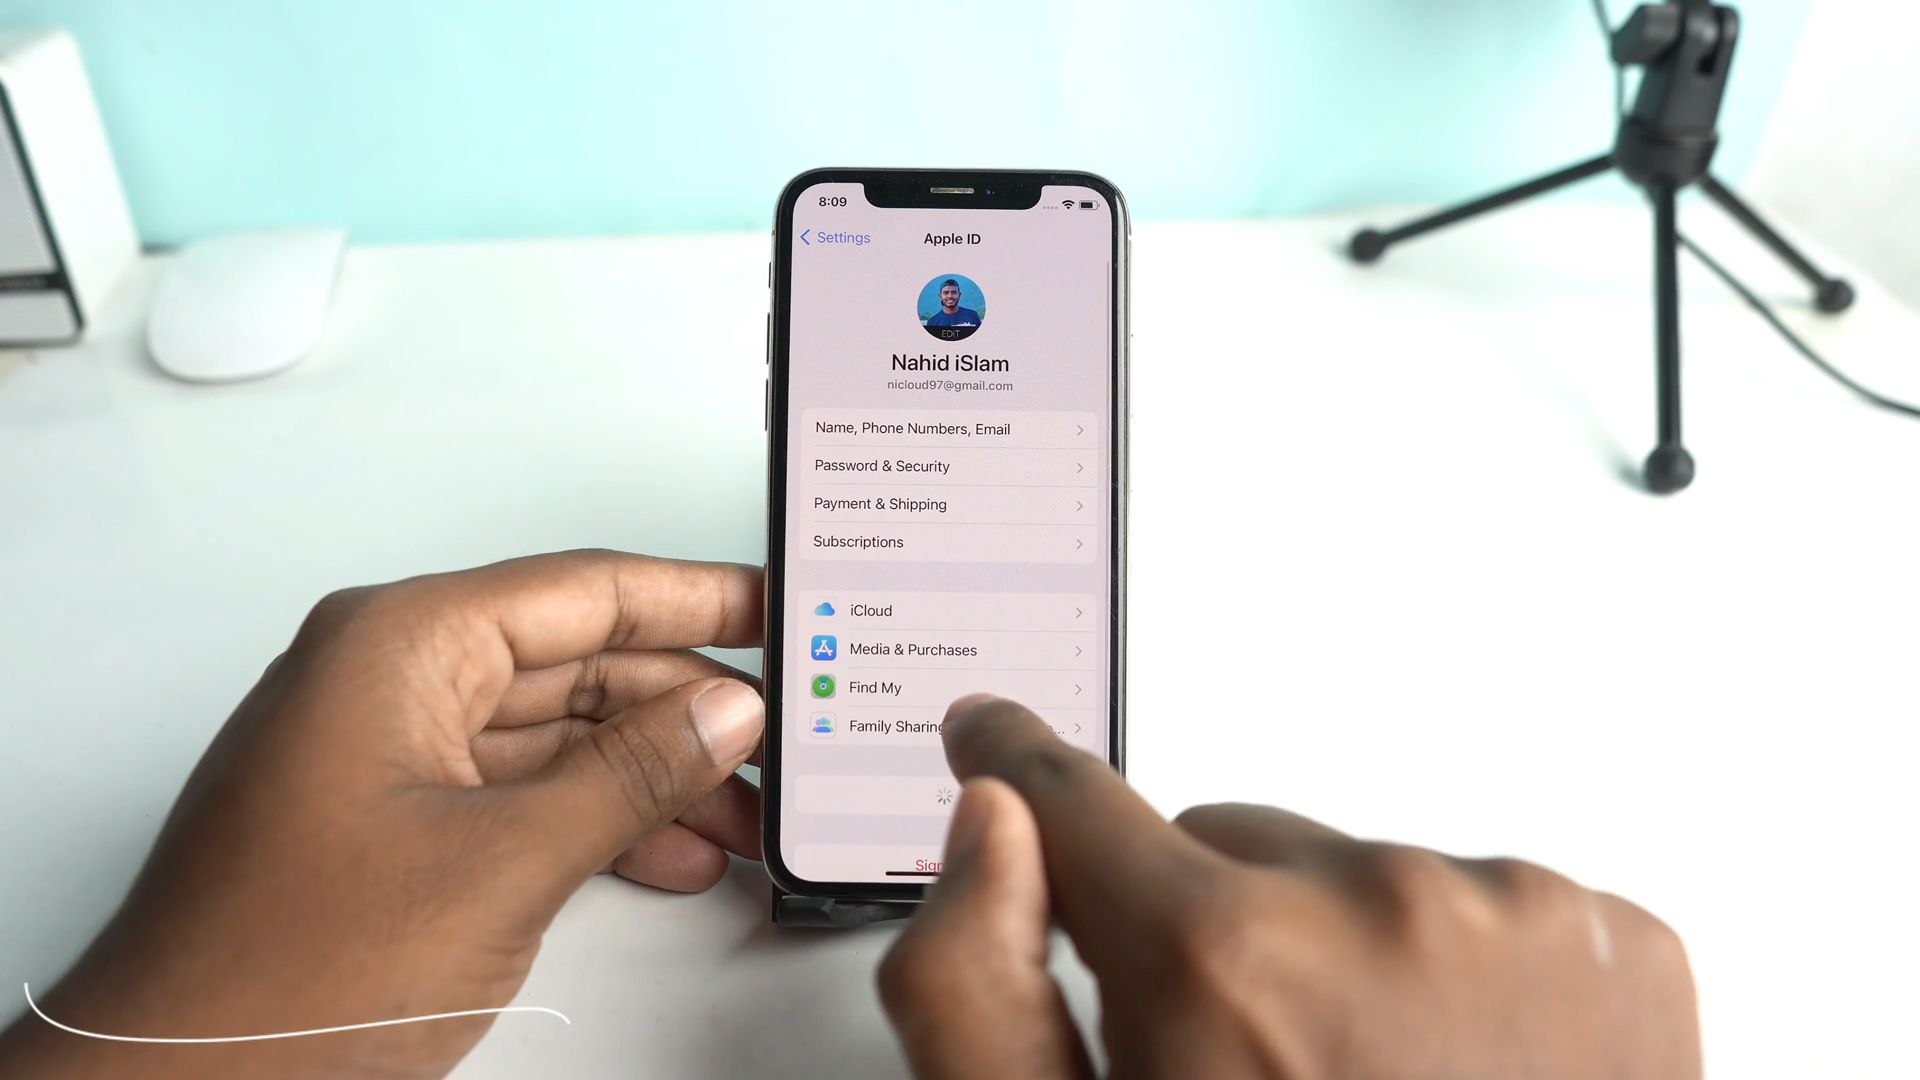 8:09
Settings
Apple ID
EDIT
Nahid iSlam
nicloud97@gmail.com
Name, Phone Numbers, Email
Password & Security
Payment & Shipping
Subscriptions
iCloud
Media & Purchases
Find My
Family Sharing